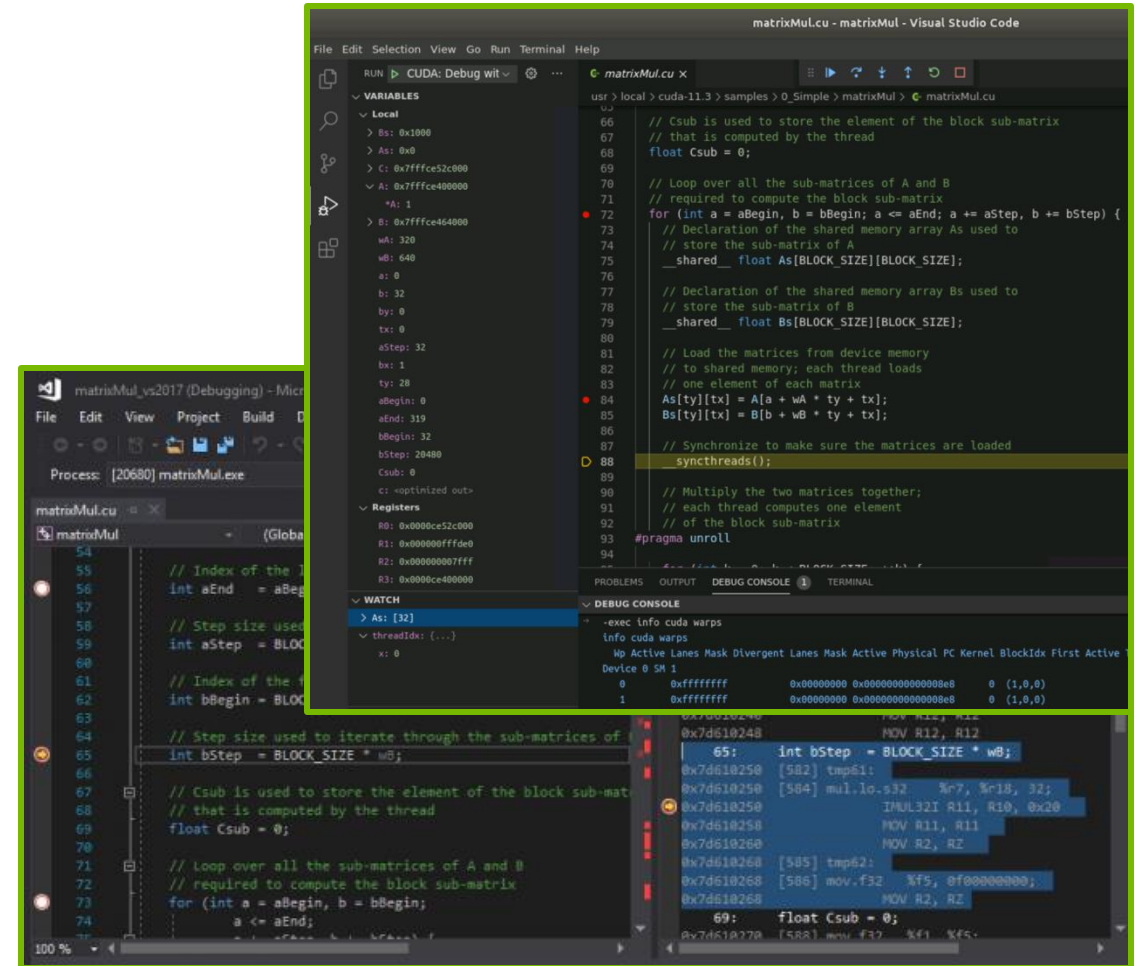 matrixMul.cu - matrixMul - Visual Studio Code
File Edit Selection View Go Run Terminal Help
RUN CUDA: Debug wit ···
VARIABLES
Local
Bs: 0x1000
As: 0x0
C: 0x7fffce52c000
A: 0x7fffce400000
*A: 1
B: 0x7fffce464000
wA: 320
wB: 640
a: 0
b: 32
by: 0
tx: 0
aStep: 32
bx: 1
ty: 28
aBegin: 0
aEnd: 319
bBegin: 32
bStep: 20480
Csub: 0
c: <optimized out>
Registers
R0: 0x0000ce52c000
R1: 0x000000fffde0
R2: 0x000000007fff
R3: 0x0000ce400000
WATCH
As: [32]
threadIdx: {...}
x: 0
matrixMul.cu ×
usr > local > cuda-11.3 > samples > 0_Simple > matrixMul > matrixMul.cu
66 // Csub is used to store the element of the block sub-matrix
67 // that is computed by the thread
68 float Csub = 0;
69
70 // Loop over all the sub-matrices of A and B
71 // required to compute the block sub-matrix
72 for (int a = aBegin, b = bBegin; a <= aEnd; a += aStep, b += bStep) {
73 // Declaration of the shared memory array As used to
74 // store the sub-matrix of A
75 __shared__ float As[BLOCK_SIZE][BLOCK_SIZE];
76
77 // Declaration of the shared memory array Bs used to
78 // store the sub-matrix of B
79 __shared__ float Bs[BLOCK_SIZE][BLOCK_SIZE];
80
81 // Load the matrices from device memory
82 // to shared memory; each thread loads
83 // one element of each matrix
84 As[ty][tx] = A[a + wA * ty + tx];
85 Bs[ty][tx] = B[b + wB * ty + tx];
86
87 // Synchronize to make sure the matrices are loaded
88 __syncthreads();
89
90 // Multiply the two matrices together;
91 // each thread computes one element
92 // of the block sub-matrix
93 #pragma unroll
94
PROBLEMS OUTPUT DEBUG CONSOLE 1 TERMINAL
DEBUG CONSOLE
-exec info cuda warps
info cuda warps
Wp Active Lanes Mask Divergent Lanes Mask Active Physical PC Kernel BlockIdx First Active
Device 0 SM 1
0 0xffffffff 0x00000000 0x00000000000008e8 0 (1,0,0)
1 0xffffffff 0x00000000 0x00000000000008e8 0 (1,0,0)
matrixMul_vs2017 (Debugging) - Micr
File Edit View Project Build D
Process: [20680] matrixMul.exe
matrixMul.cu
matrixMul (Globa
54
55 // Index of the l
56 int aEnd = aBeg
57
58 // Step size used
59 int aStep = BLOC
60
61 // Index of the f
62 int bBegin = BLOC
63
64 // Step size used to iterate through the sub-matrices of
65 int bStep = BLOCK_SIZE * wB;
66
67 // Csub is used to store the element of the block sub-mat
68 // that is computed by the thread
69 float Csub = 0;
70
71 // Loop over all the sub-matrices of A and B
72 // required to compute the block sub-matrix
73 for (int a = aBegin, b = bBegin;
74 a <= aEnd;
100 %
0x7d610240 MOV R12, R12
0x7d610248 MOV R12, R12
65: int bStep = BLOCK_SIZE * wB;
0x7d610250 [582] tmp61:
0x7d610250 [584] mul.lo.s32 %r7, %r18, 32;
0x7d610250 IMUL32I R11, R10, 0x20
0x7d610258 MOV R11, R11
0x7d610260 MOV R2, RZ
0x7d610268 [585] tmp62:
0x7d610268 [586] mov.f32 %f5, 0f00000000;
0x7d610268 MOV R2, RZ
69: float Csub = 0;
0x7d610270 [588] mov.f32 %f1, %f5;